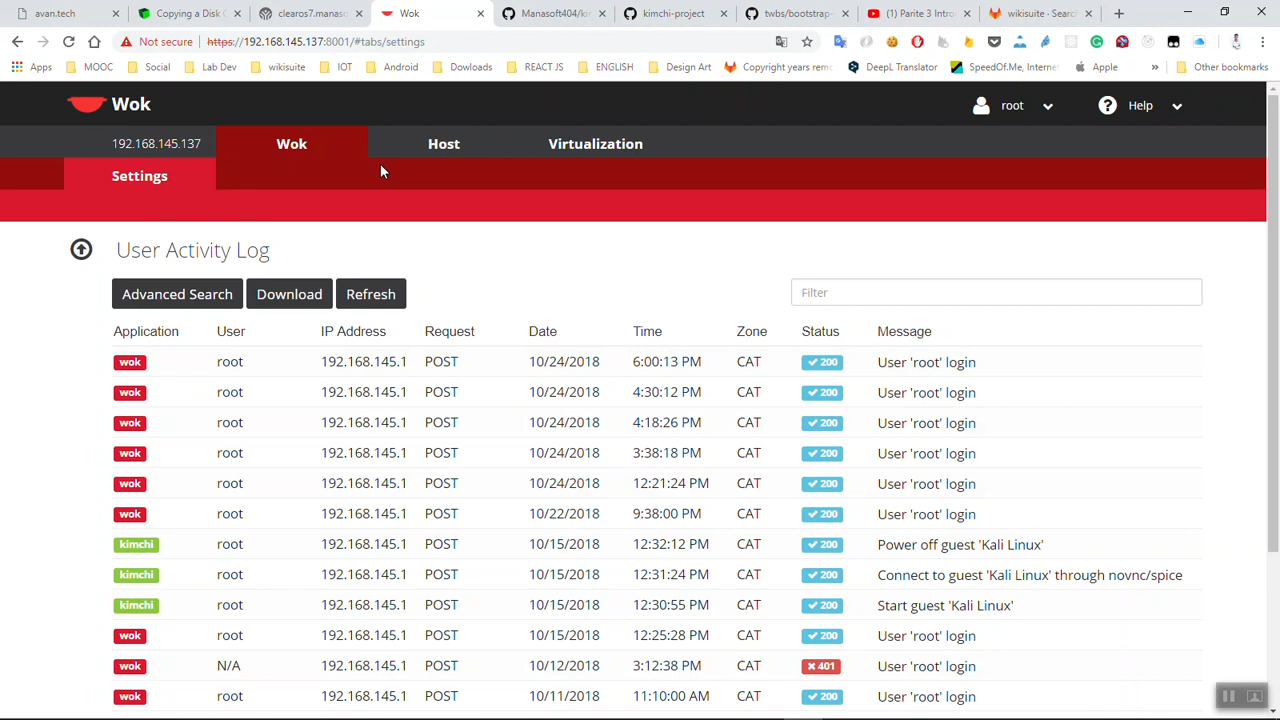 avan.tech
Copying a Disk C
clearos7.manaso
Wok
Manasoft404/ki
kimchi-project
twbs/bootstrap-
(1) Parite 3 Intro
wikisuite · Searc
Not secure https://192.168.145.137:8001/#tabs/settings
Apps MOOC Social Lab Dev wikisuite IOT Android Dowloads REACT JS ENGLISH Design Art Copyright years rem DeepL Translator SpeedOf.Me, Internet Apple » Other bookmarks
Wok
root
Help
192.168.145.137 Wok Host Virtualization
Settings
User Activity Log
Advanced Search Download Refresh Filter
Application User IP Address Request Date Time Zone Status Message
wok root 192.168.145.1 POST 10/24/2018 6:00:13 PM CAT 200 User 'root' login
wok root 192.168.145.1 POST 10/24/2018 4:30:12 PM CAT 200 User 'root' login
wok root 192.168.145.1 POST 10/24/2018 4:18:26 PM CAT 200 User 'root' login
wok root 192.168.145.1 POST 10/24/2018 3:38:18 PM CAT 200 User 'root' login
wok root 192.168.145.1 POST 10/24/2018 12:21:24 PM CAT 200 User 'root' login
wok root 192.168.145.1 POST 10/22/2018 9:38:00 PM CAT 200 User 'root' login
kimchi root 192.168.145.1 POST 10/15/2018 12:32:12 PM CAT 200 Power off guest 'Kali Linux'
kimchi root 192.168.145.1 POST 10/15/2018 12:31:24 PM CAT 200 Connect to guest 'Kali Linux' through novnc/spice
kimchi root 192.168.145.1 POST 10/15/2018 12:30:55 PM CAT 200 Start guest 'Kali Linux'
wok root 192.168.145.1 POST 10/15/2018 12:25:28 PM CAT 200 User 'root' login
wok N/A 192.168.145.1 POST 10/12/2018 3:12:38 PM CAT 401 User 'root' login
wok root 192.168.145.1 POST 10/11/2018 11:10:00 AM CAT 200 User 'root' login